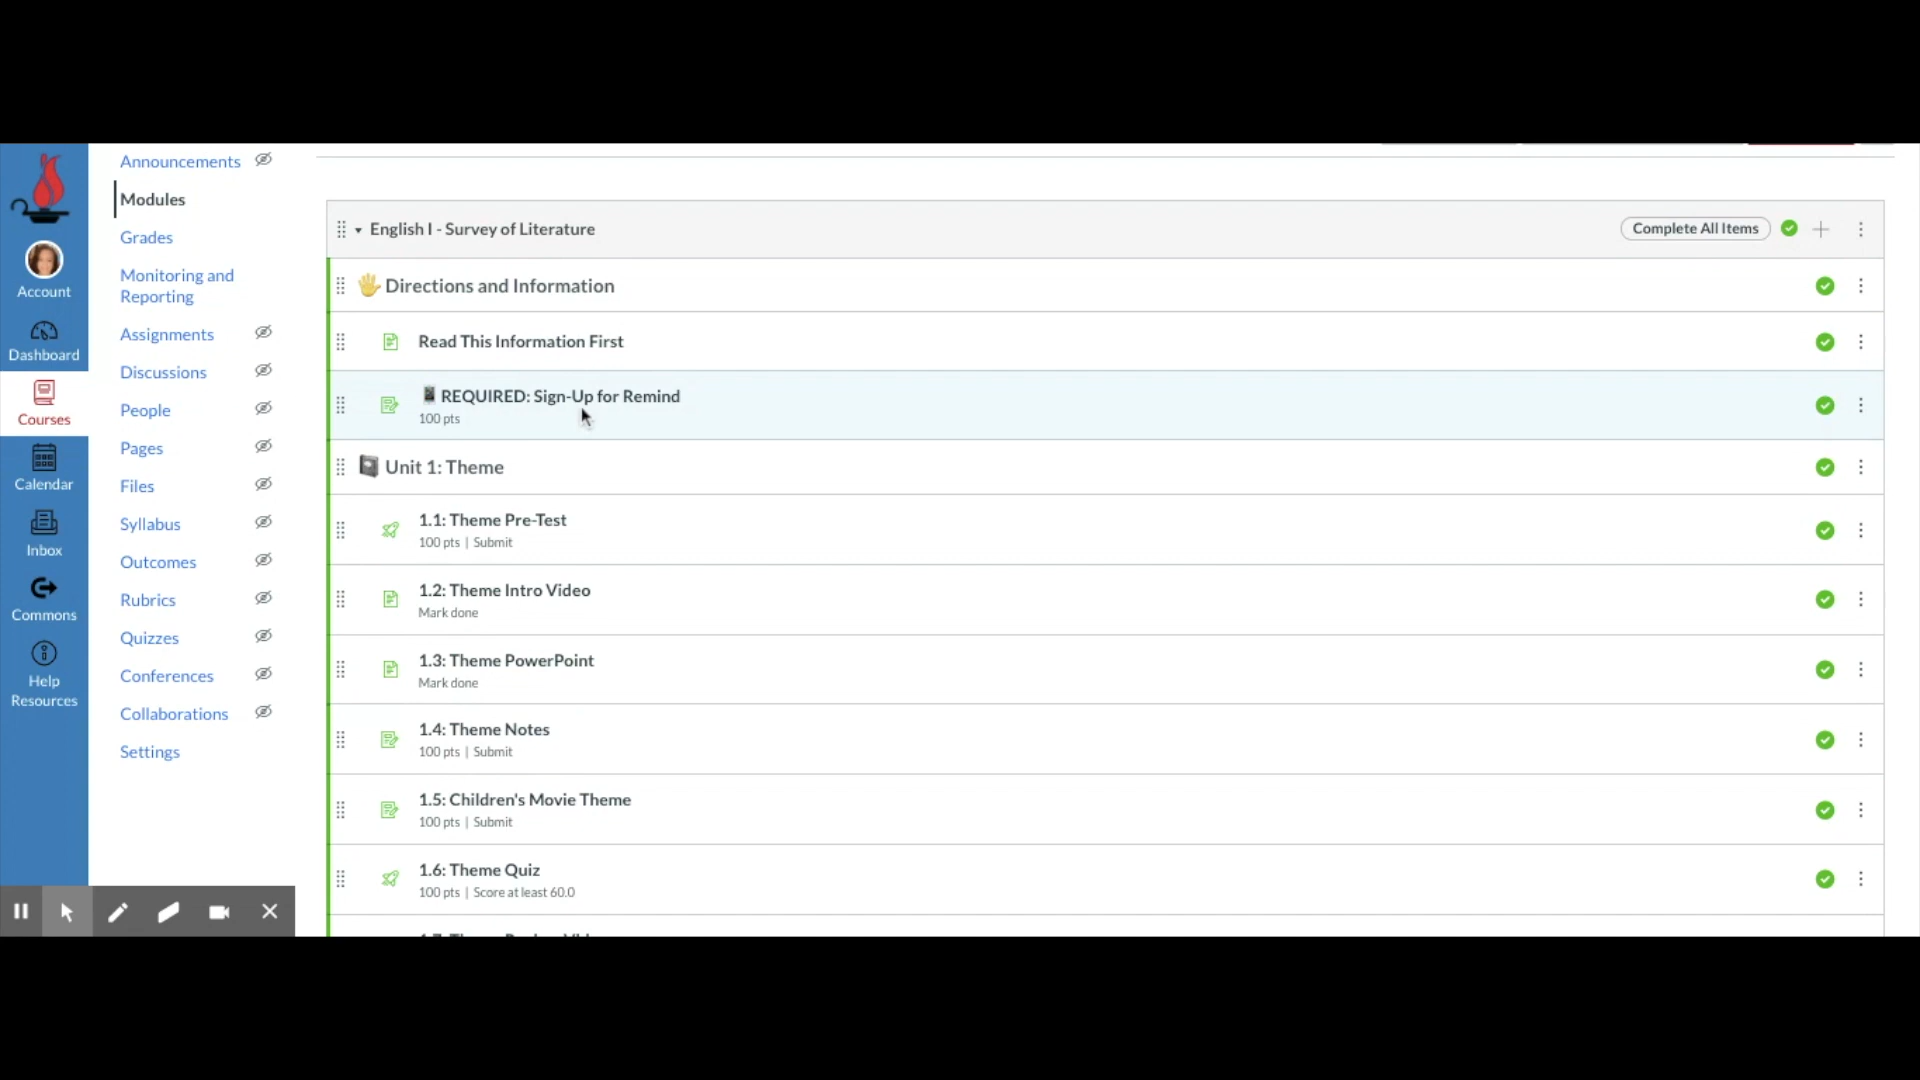 Announcements
Modules
Grades
Monitoring and
Reporting
Assignments
Discussions
People
Pages
Files
Syllabus
Outcomes
Rubrics
Quizzes
Conferences
Collaborations
Settings
Account
Dashboard
Courses
Calendar
Inbox
Commons
Help
Resources
English I - Survey of Literature
Complete All Items
Directions and Information
Read This Information First
REQUIRED: Sign-Up for Remind
100 pts
Unit 1: Theme
1.1: Theme Pre-Test
100 pts | Submit
1.2: Theme Intro Video
Mark done
1.3: Theme PowerPoint
Mark done
1.4: Theme Notes
100 pts | Submit
1.5: Children's Movie Theme
100 pts | Submit
1.6: Theme Quiz
100 pts | Score at least 60.0